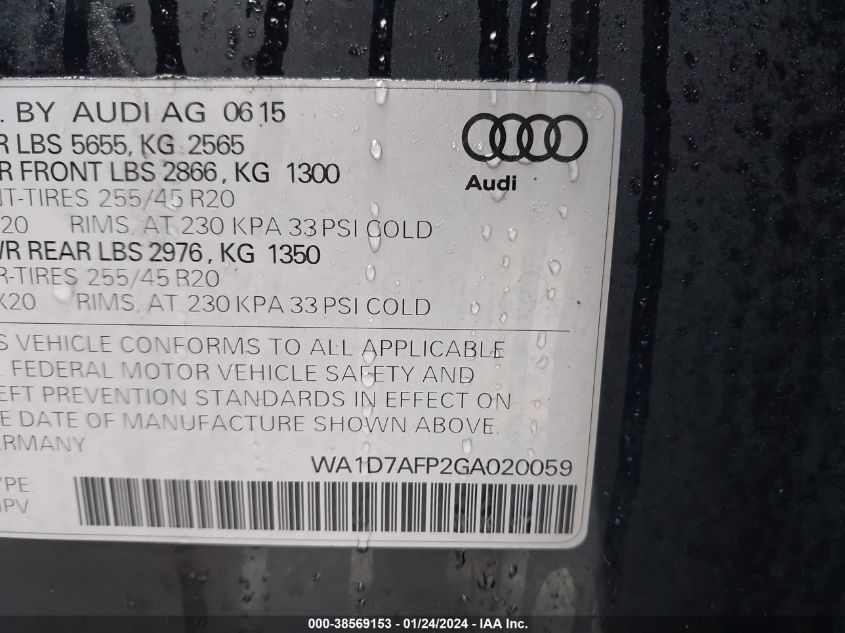 . BY AUDI AG 06 15
R LBS 5655, KG 2565
R FRONT LBS 2866, KG 1300
T-TIRES 255/45 R20
20 RIMS, AT 230 KPA 33 PSI COLD
WR REAR LBS 2976, KG 1350
R-TIRES 255/45 R20
X20 RIMS, AT 230 KPA 33 PSI COLD
Audi
S VEHICLE CONFORMS TO ALL APPLICABLE
. FEDERAL MOTOR VEHICLE SAFETY AND
EFT PREVENTION STANDARDS IN EFFECT ON
E DATE OF MANUFACTURE SHOWN ABOVE.
ERMANY
WA1D7AFP2GA020059
YPE:
MPV
000-38569153 - 01/24/2024 - IAA Inc.